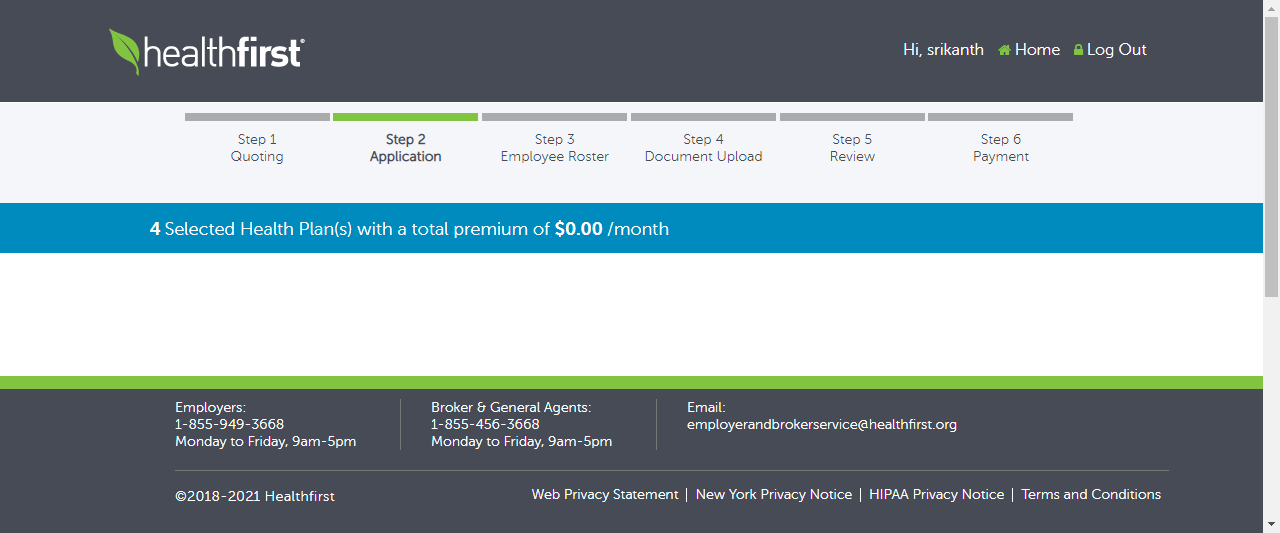 healthfirst®
Hi, srikanth Home Log Out
Step 1
Quoting
Step 2
Application
Step 3
Employee Roster
Step 4
Document Upload
Step 5
Review
Step 6
Payment
4 Selected Health Plan(s) with a total premium of $0.00 /month
Employers:
1-855-949-3668
Monday to Friday, 9am-5pm
Broker & General Agents:
1-855-456-3668
Monday to Friday, 9am-5pm
Email:
employerandbrokerservice@healthfirst.org
©2018-2021 Healthfirst
Web Privacy Statement | New York Privacy Notice | HIPAA Privacy Notice | Terms and Conditions